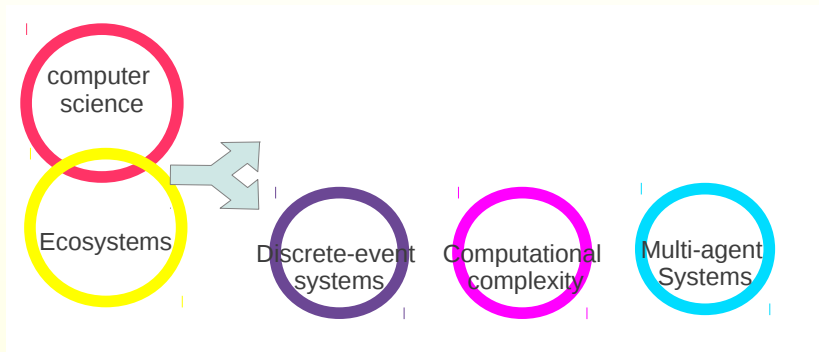 computer
science
Ecosystems
Discrete-event
systems
Computational
complexity
Multi-agent
Systems